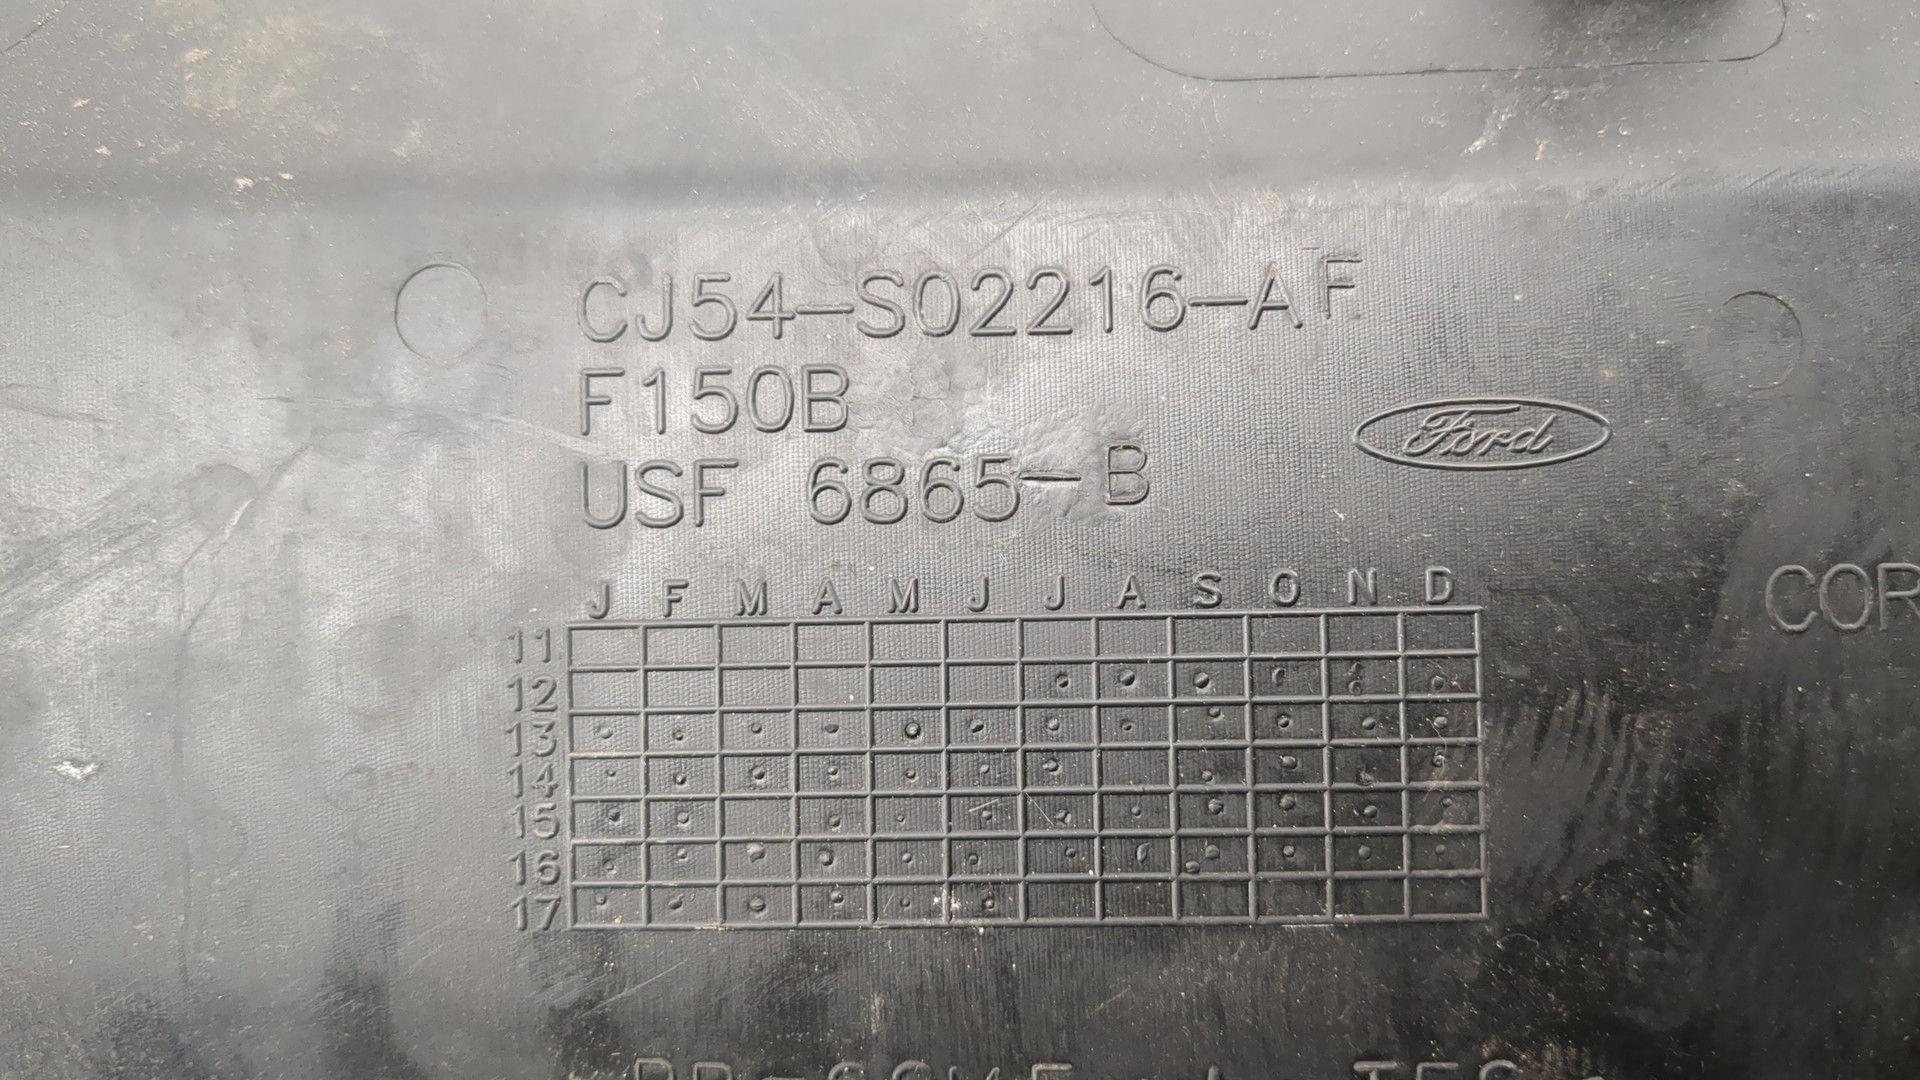 CJ54-S02216-AF
F150B
USF 6865-B
Ford
J F M A M J J A S O N D
11
12
13
14
15
16
17
COR